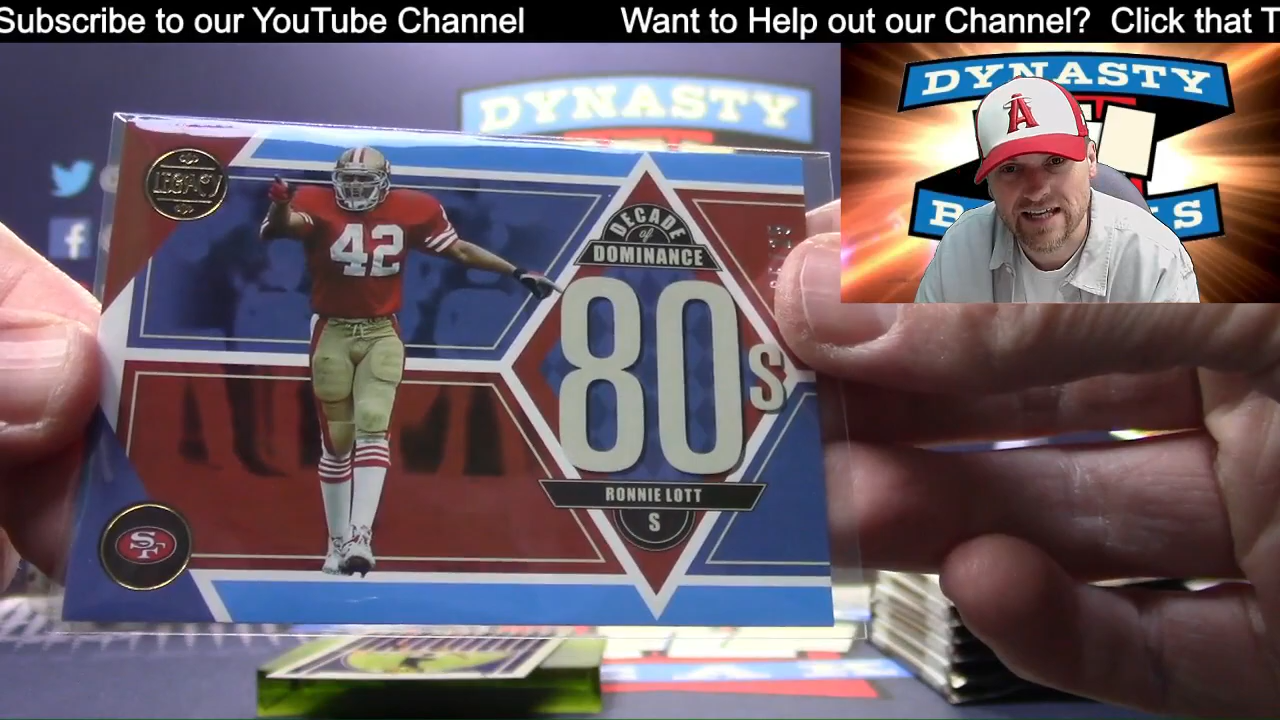 Subscribe to our YouTube Channel Want to Help out our Channel? Click that T
DYNASTY
DYNASTY
LEGACY
42
DECADE
of
DOMINANCE
80s
RONNIE LOTT
S
SF
A